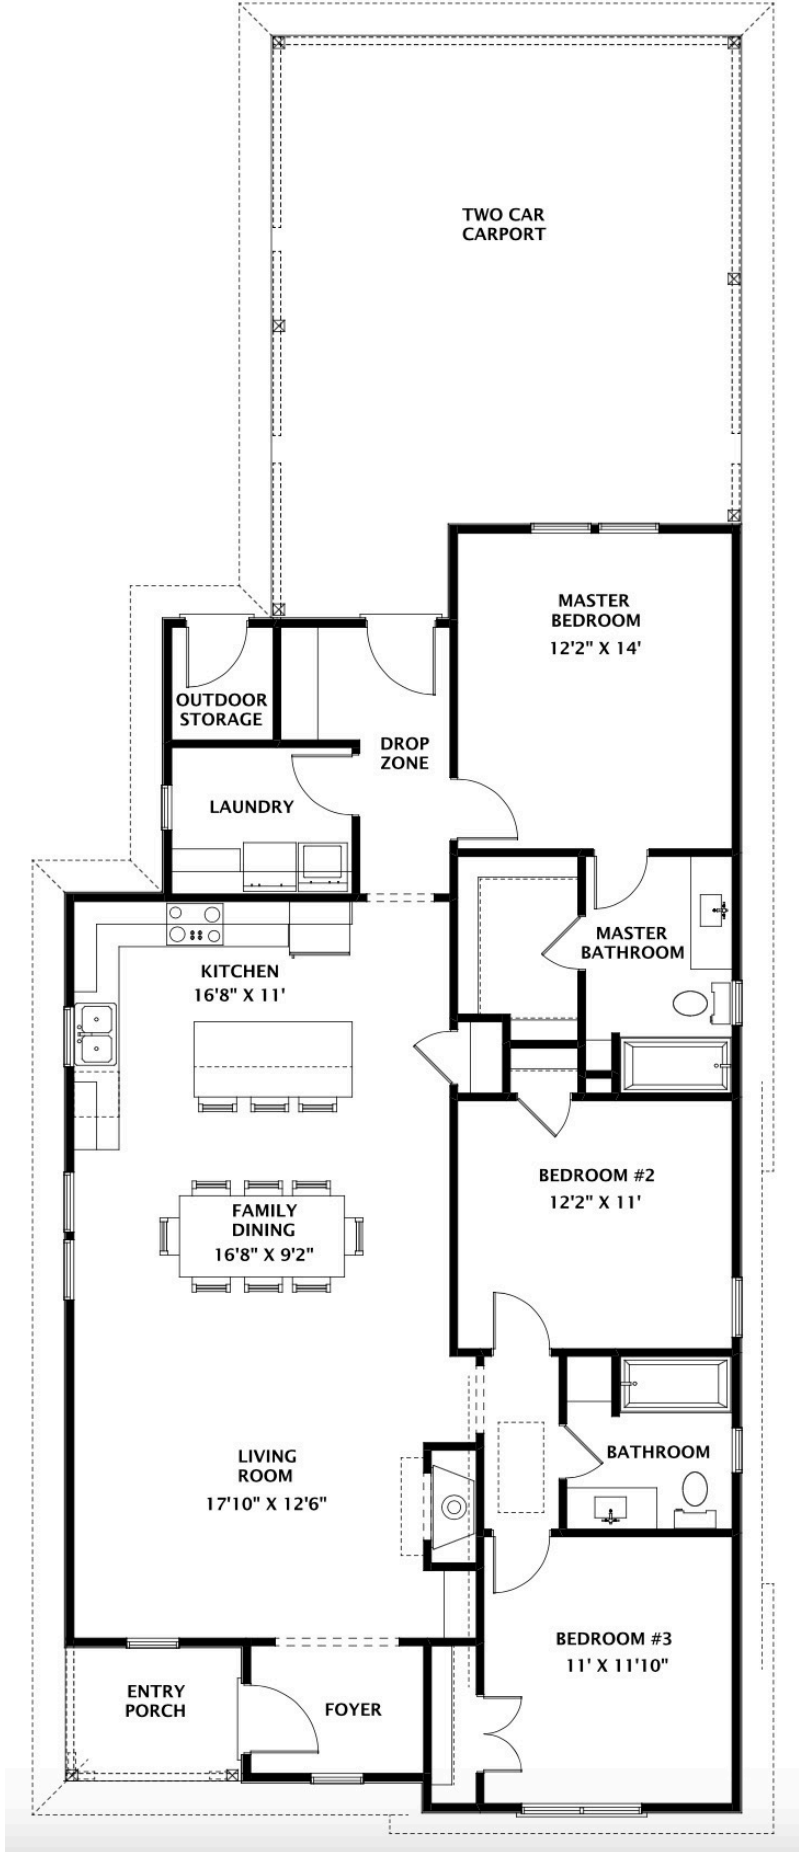 TWO CAR
CARPORT
MASTER
BEDROOM
12'2" X 14'
OUTDOOR
STORAGE
DROP
ZONE
LAUNDRY
MASTER
BATHROOM
KITCHEN
16'8" X 11'
BEDROOM #2
12'2" X 11'
FAMILY
DINING
16'8" X 9'2"
LIVING
ROOM
17'10" X 12'6"
BATHROOM
BEDROOM #3
11' X 11'10"
ENTRY
PORCH
FOYER